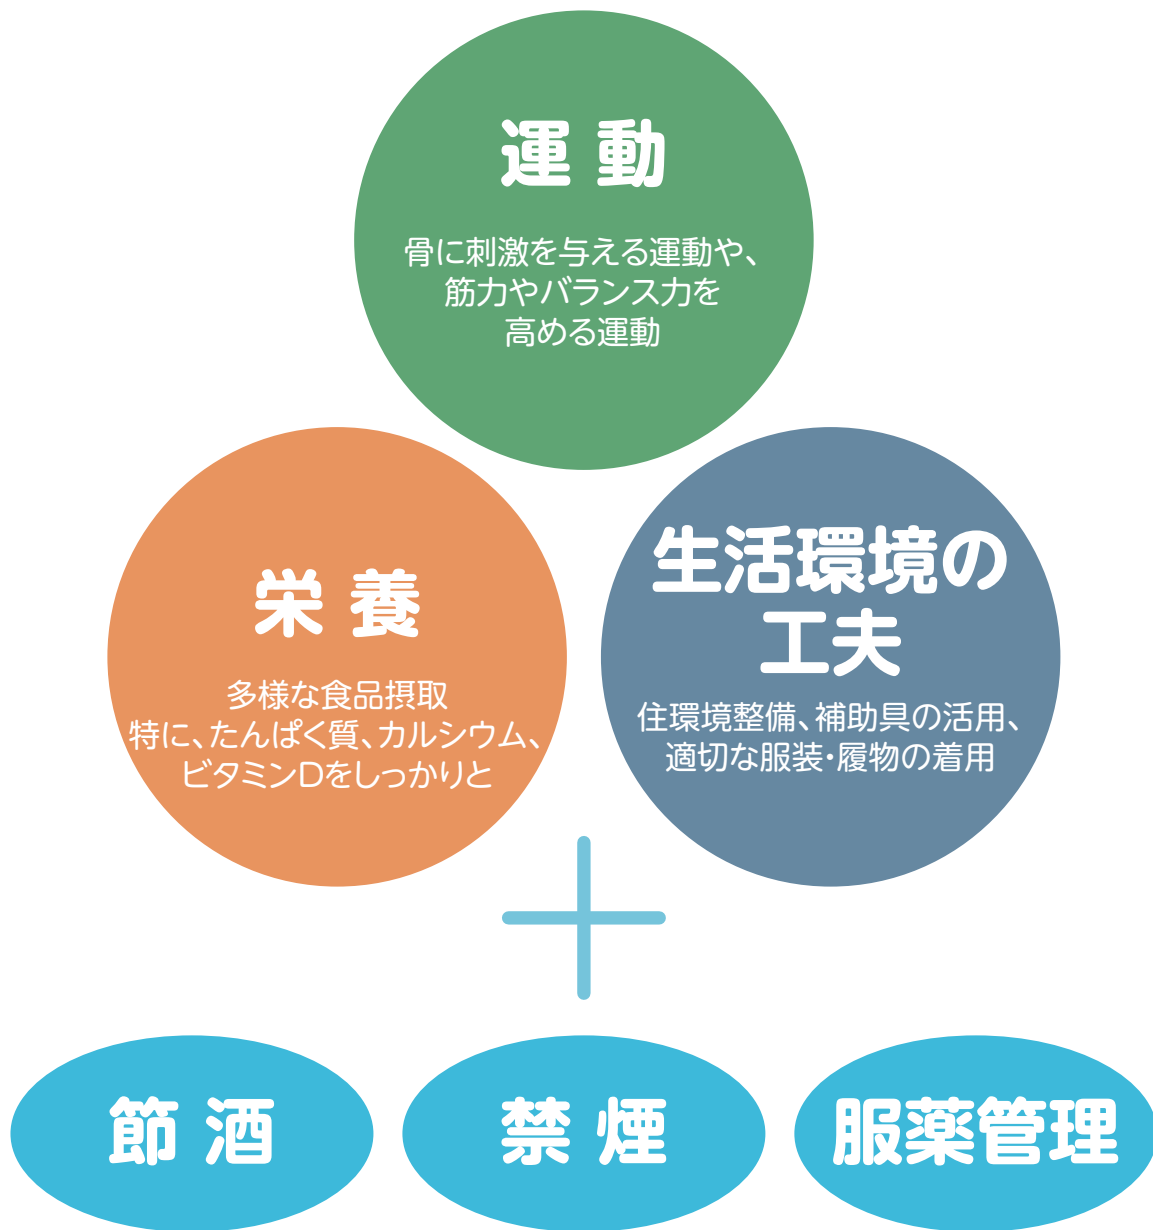 運動
骨に刺激を与える運動や、
筋力やバランス力を
高める運動
栄養
多様な食品摂取
特に、たんぱく質、カルシウム、
ビタミンDをしっかりと
生活環境の
工夫
住環境整備、補助具の活用、
適切な服装・履物の着用
節酒
禁煙
服薬管理